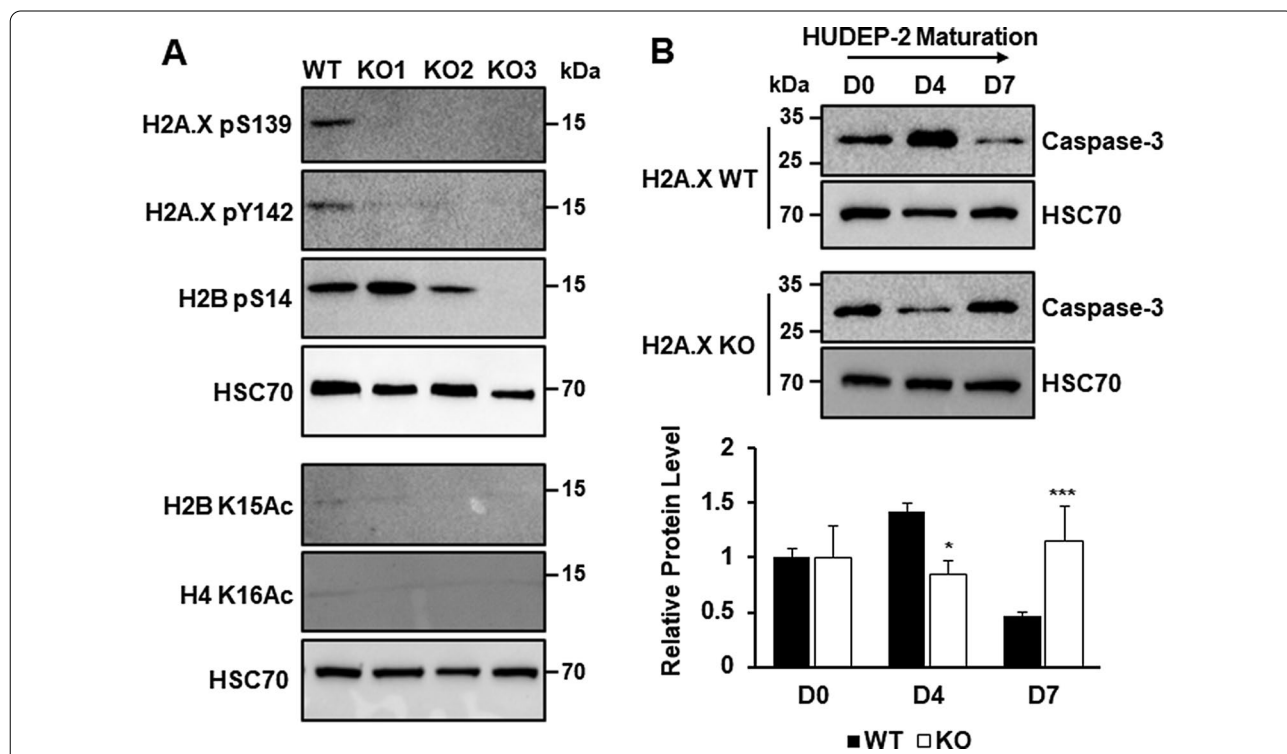 A
WT KO1 KO2 KO3 kDa
H2A.X pS139
15
H2A.X pY142
15
H2B pS14
15
HSC70
70
H2B K15Ac
15
H4 K16Ac
15
HSC70
70
B
HUDEP-2 Maturation
kDa D0 D4 D7
H2A.X WT
35
25
Caspase-3
70
HSC70
H2A.X KO
35
25
Caspase-3
70
HSC70
Relative Protein Level
2
1.5
1
0.5
0
*
***
D0 D4 D7
WT KO